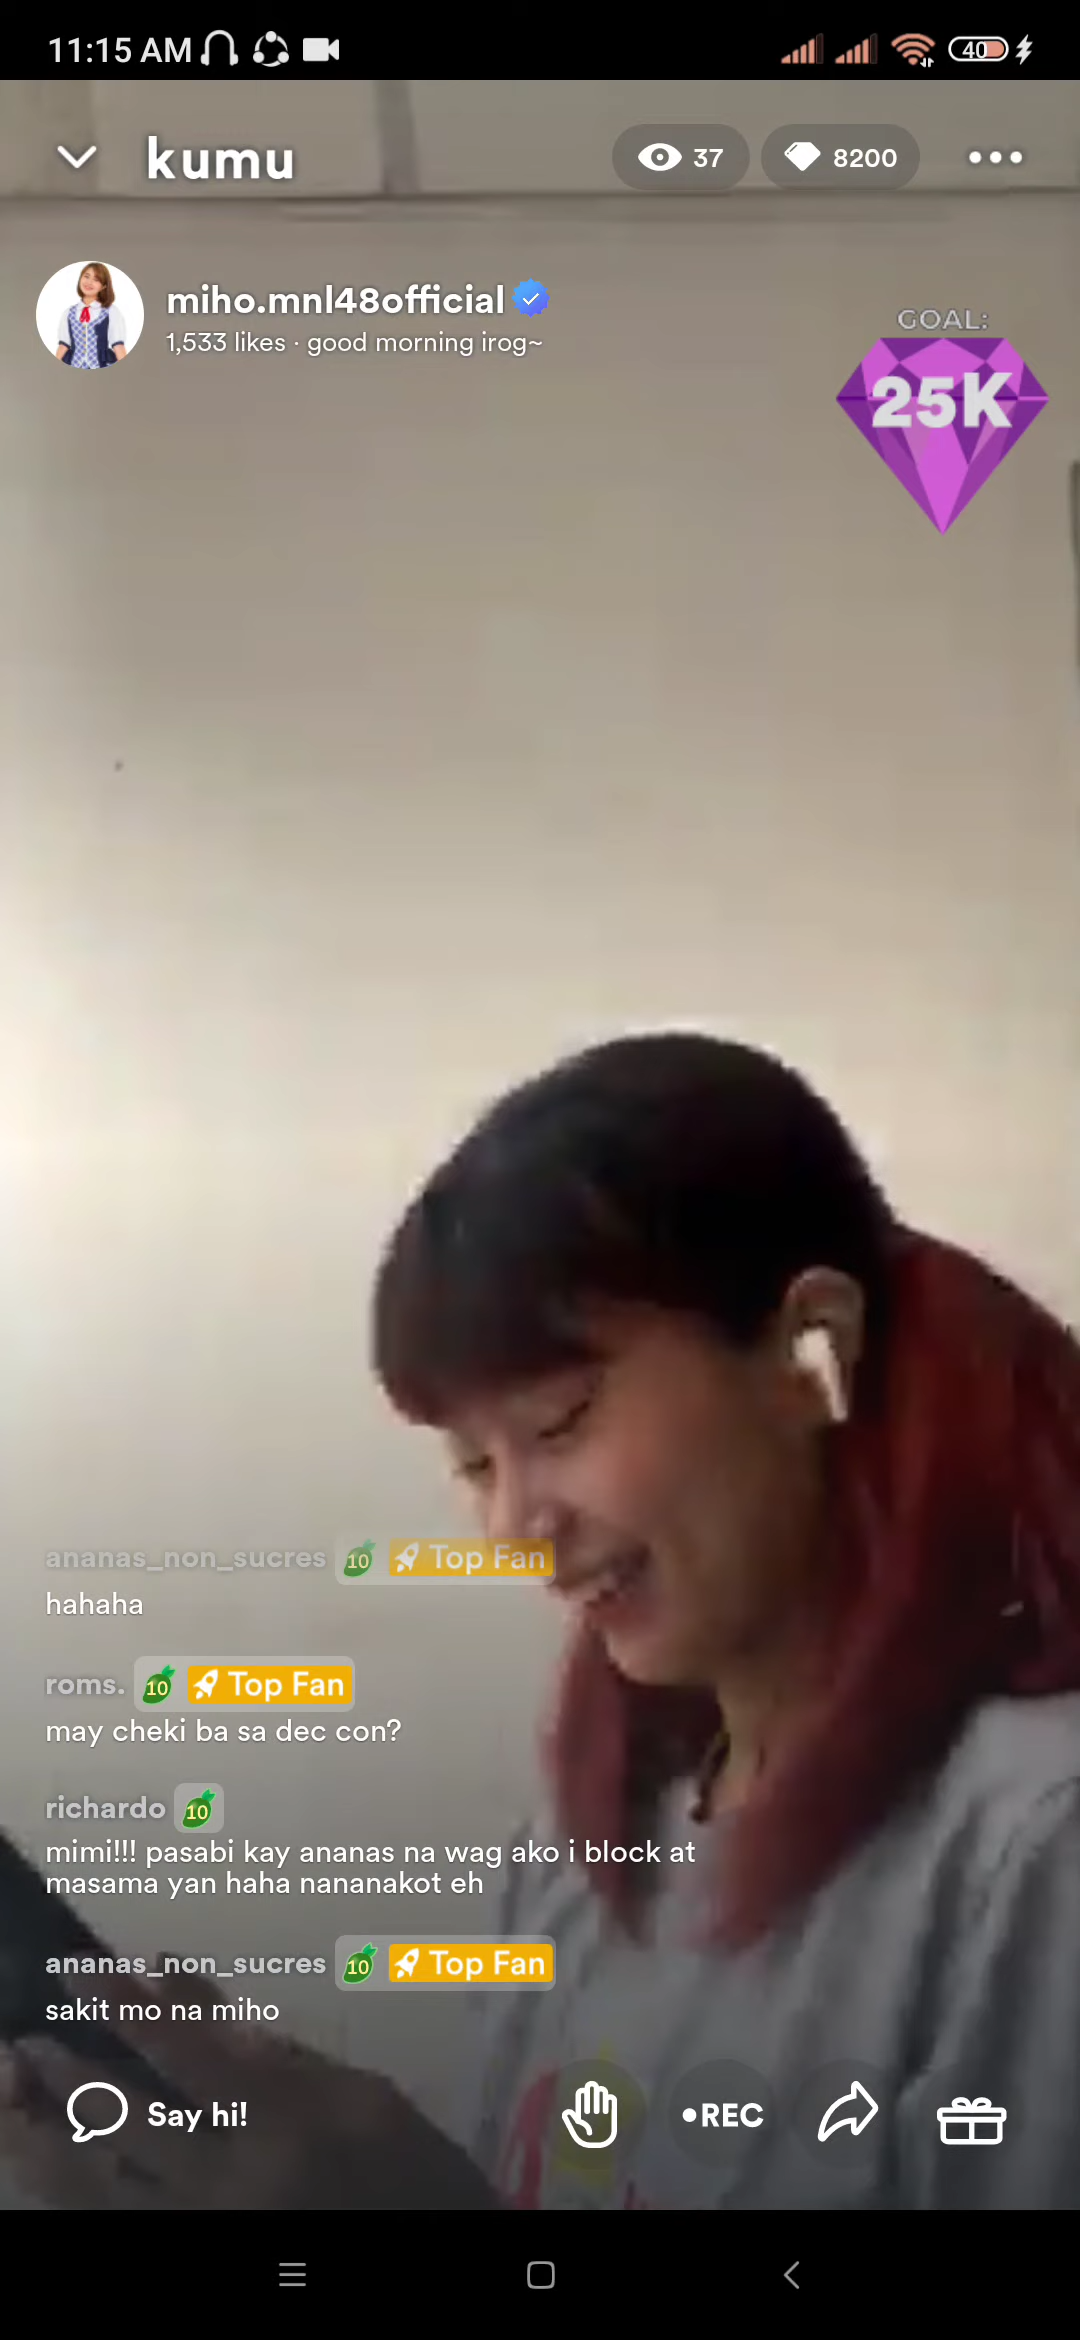 11:15 AM
40
kumu
37
8200
miho.mnl48official
1,533 likes · good morning irog~
GOAL:
25K
ananas_non_sucres 10 Top Fan
hahaha
roms. 10 Top Fan
may cheki ba sa dec con?
richardo 10
mimi!!! pasabi kay ananas na wag ako i block at
masama yan haha nananakot eh
ananas_non_sucres 10 Top Fan
sakit mo na miho
Say hi!
•REC